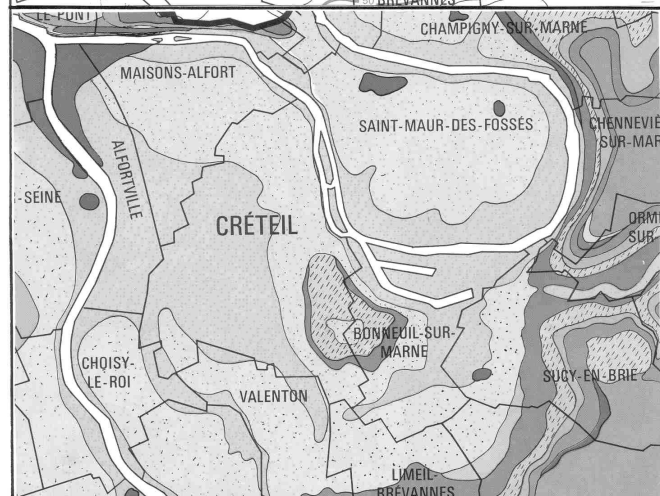 BRÉVANNES
LE-PONT
CHAMPIGNY-SUR-MARNE
MAISONS-ALFORT
SAINT-MAUR-DES-FOSSÉS
CHENNEVIÈ
SUR-MAR
ALFORTVILLE
-SEINE
CRÉTEIL
ORM
SUR-
BONNEUIL-SUR-
MARNE
CHOISY-
LE-ROI
VALENTON
SUCY-EN-BRIE
LIMEIL-
BRÉVANNES